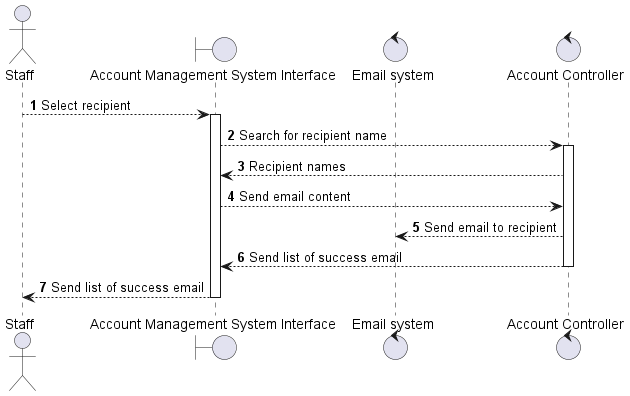 Staff
Account Management System Interface
Email system
Account Controller
1 Select recipient
2 Search for recipient name
3 Recipient names
4 Send email content
5 Send email to recipient
6 Send list of success email
7 Send list of success email
Staff
Account Management System Interface
Email system
Account Controller